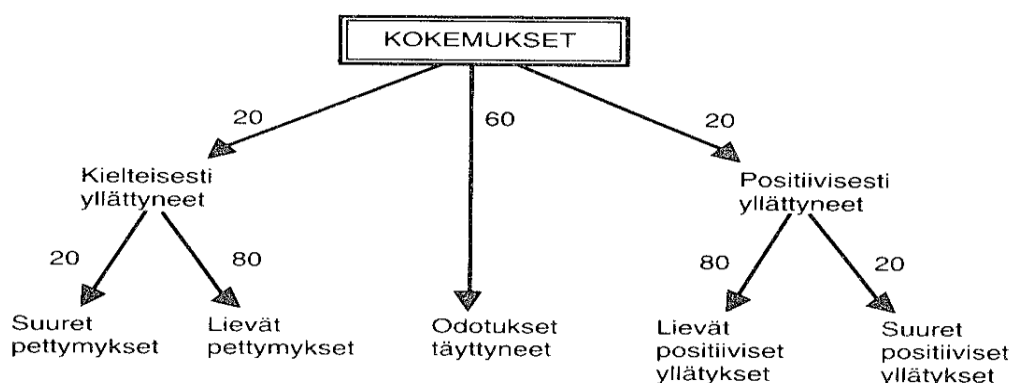 KOKEMUKSET
20
60
20
Kielteisesti
yllättyneet
Positiivisesti
yllättyneet
20
80
80
20
Suuret
pettymykset
Lievät
pettymykset
Odotukset
täyttyneet
Lievät
positiiviset
yllätykset
Suuret
positiiviset
yllätykset